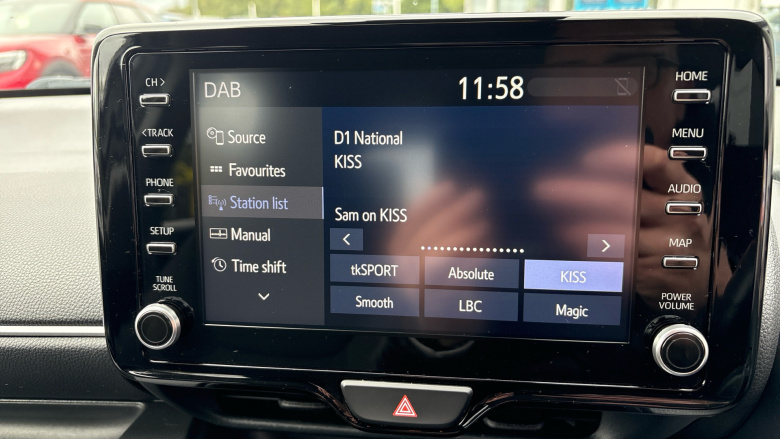 CH >
< TRACK
PHONE
SETUP
TUNE
SCROLL
DAB
11:58
Source
Favourites
Station list
Manual
Time shift
D1 National
KISS
Sam on KISS
<
>
tkSPORT
Absolute
KISS
Smooth
LBC
Magic
HOME
MENU
AUDIO
MAP
POWER
VOLUME